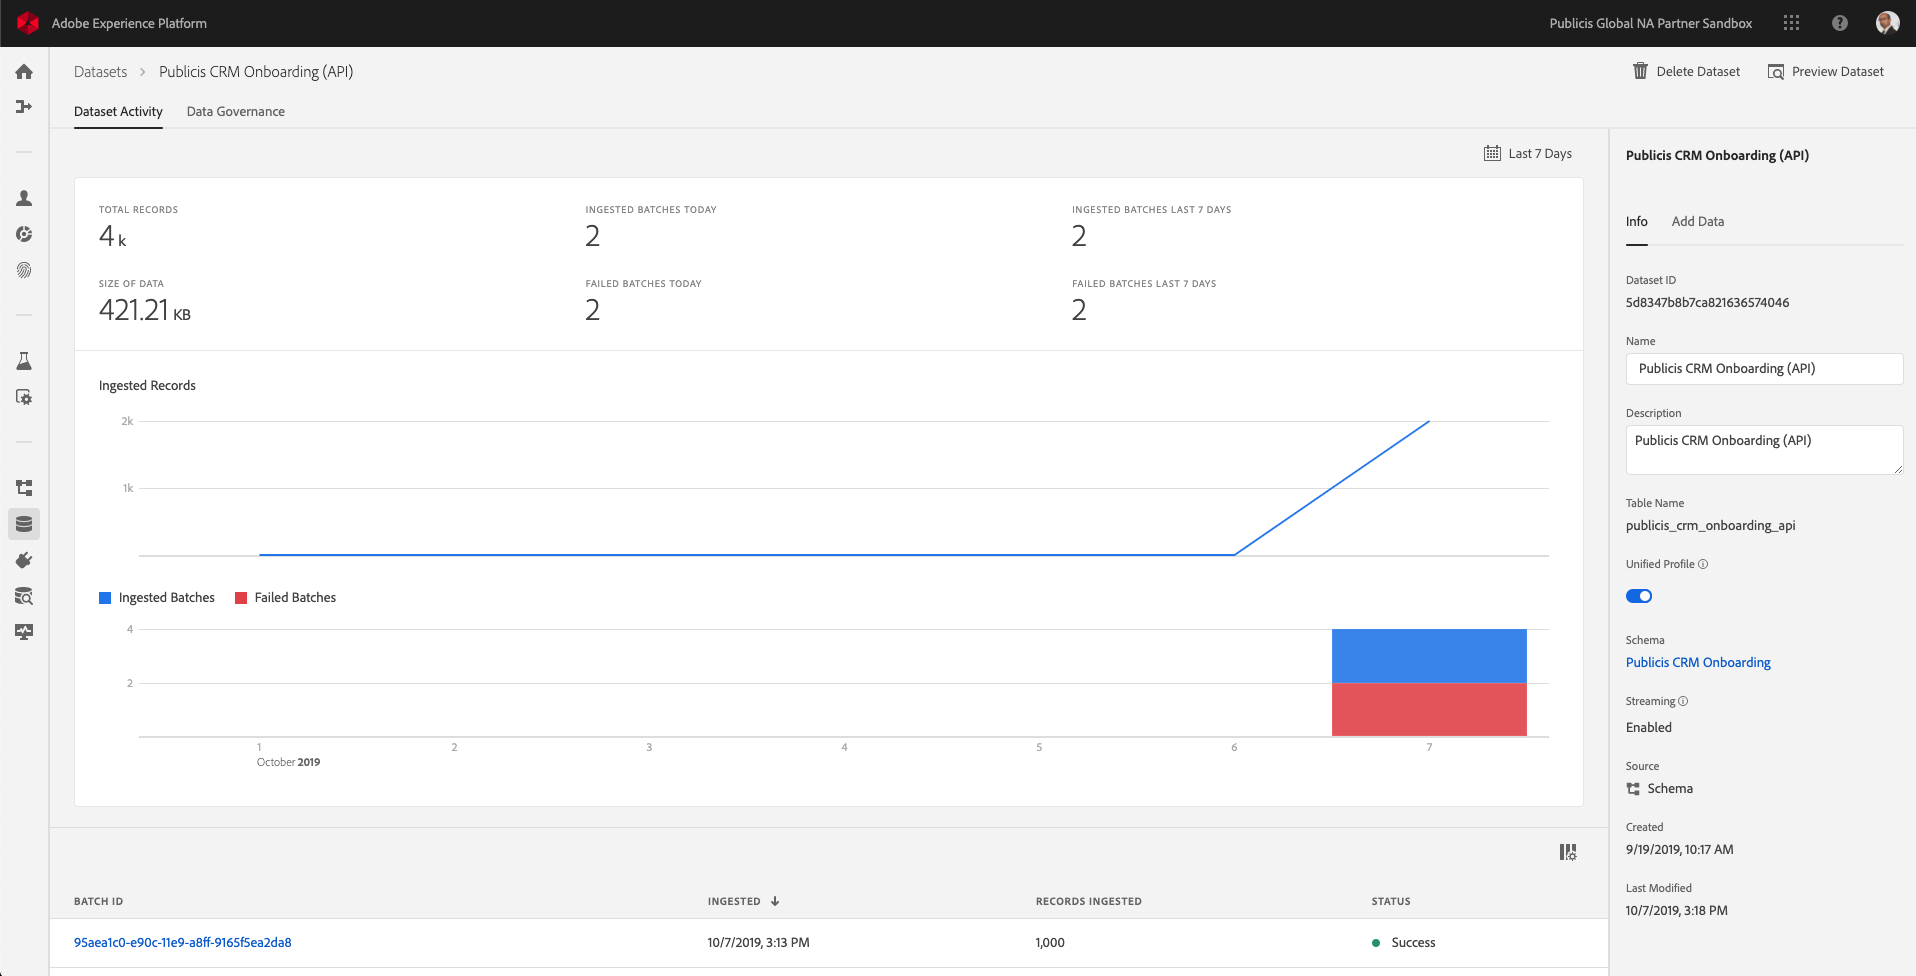 Adobe Experience Platform
Publicis Global NA Partner Sandbox
Datasets > Publicis CRM Onboarding (API)
Delete Dataset
Preview Dataset
Dataset Activity
Data Governance
Last 7 Days
TOTAL RECORDS
4 k
INGESTED BATCHES TODAY
2
INGESTED BATCHES LAST 7 DAYS
2
SIZE OF DATA
421.21 KB
FAILED BATCHES TODAY
2
FAILED BATCHES LAST 7 DAYS
2
Ingested Records
2k
1k
Ingested Batches
Failed Batches
4
2
1 2 3 4 5 6 7
October 2019
BATCH ID INGESTED RECORDS INGESTED STATUS
95aea1c0-e90c-11e9-a8ff-9165f5ea2da8 10/7/2019, 3:13 PM 1,000 Success
Publicis CRM Onboarding (API)
Info
Add Data
Dataset ID
5d8347b8b7ca821636574046
Name
Publicis CRM Onboarding (API)
Description
Publicis CRM Onboarding (API)
Table Name
publicis_crm_onboarding_api
Unified Profile
Schema
Publicis CRM Onboarding
Streaming
Enabled
Source
Schema
Created
9/19/2019, 10:17 AM
Last Modified
10/7/2019, 3:18 PM